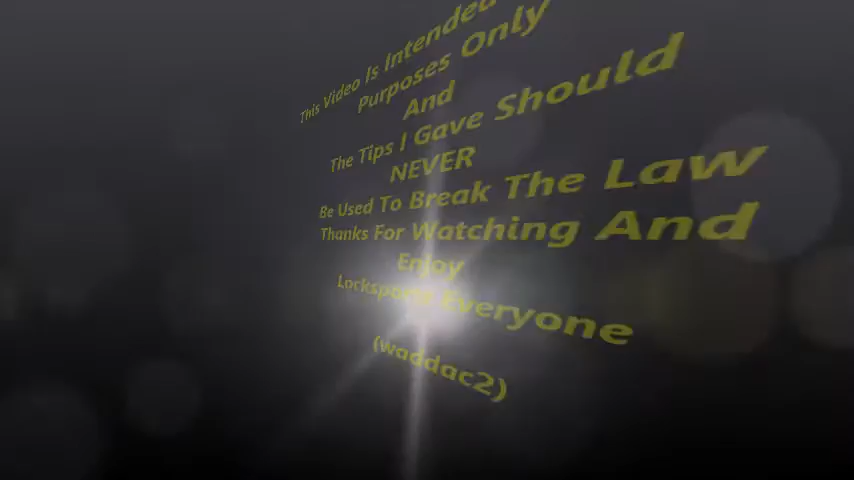 This Video Is Intended
Purposes Only
And
The Tips I Gave Should
NEVER
Be Used To Break The Law
Thanks For Watching And
Enjoy
Locksports Everyone
(waddac2)